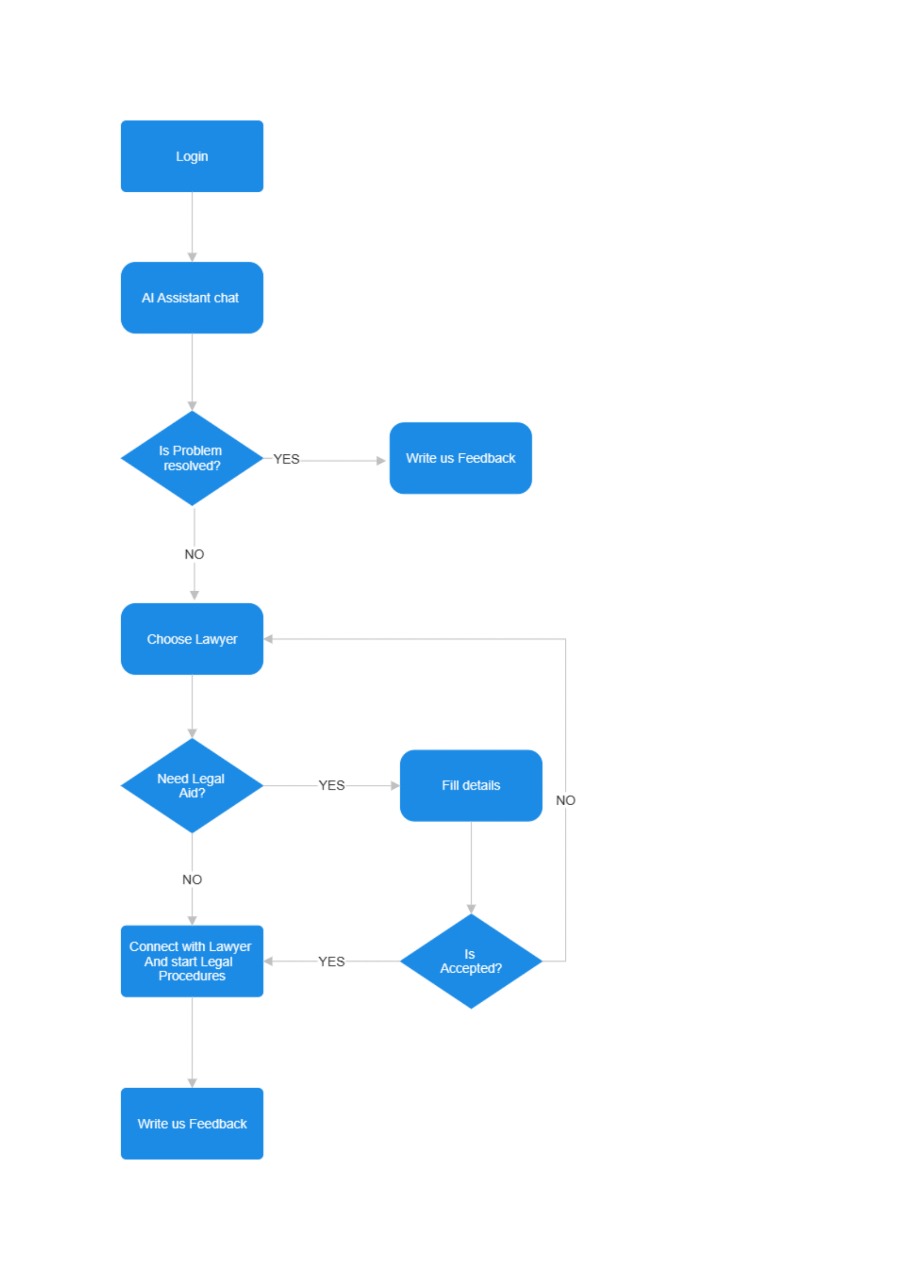 Login
AI Assistant chat
Is Problem
resolved?
YES
Write us Feedback
NO
Choose Lawyer
Need Legal
Aid?
YES
Fill details
NO
NO
Connect with Lawyer
And start Legal
Procedures
YES
Is
Accepted?
Write us Feedback